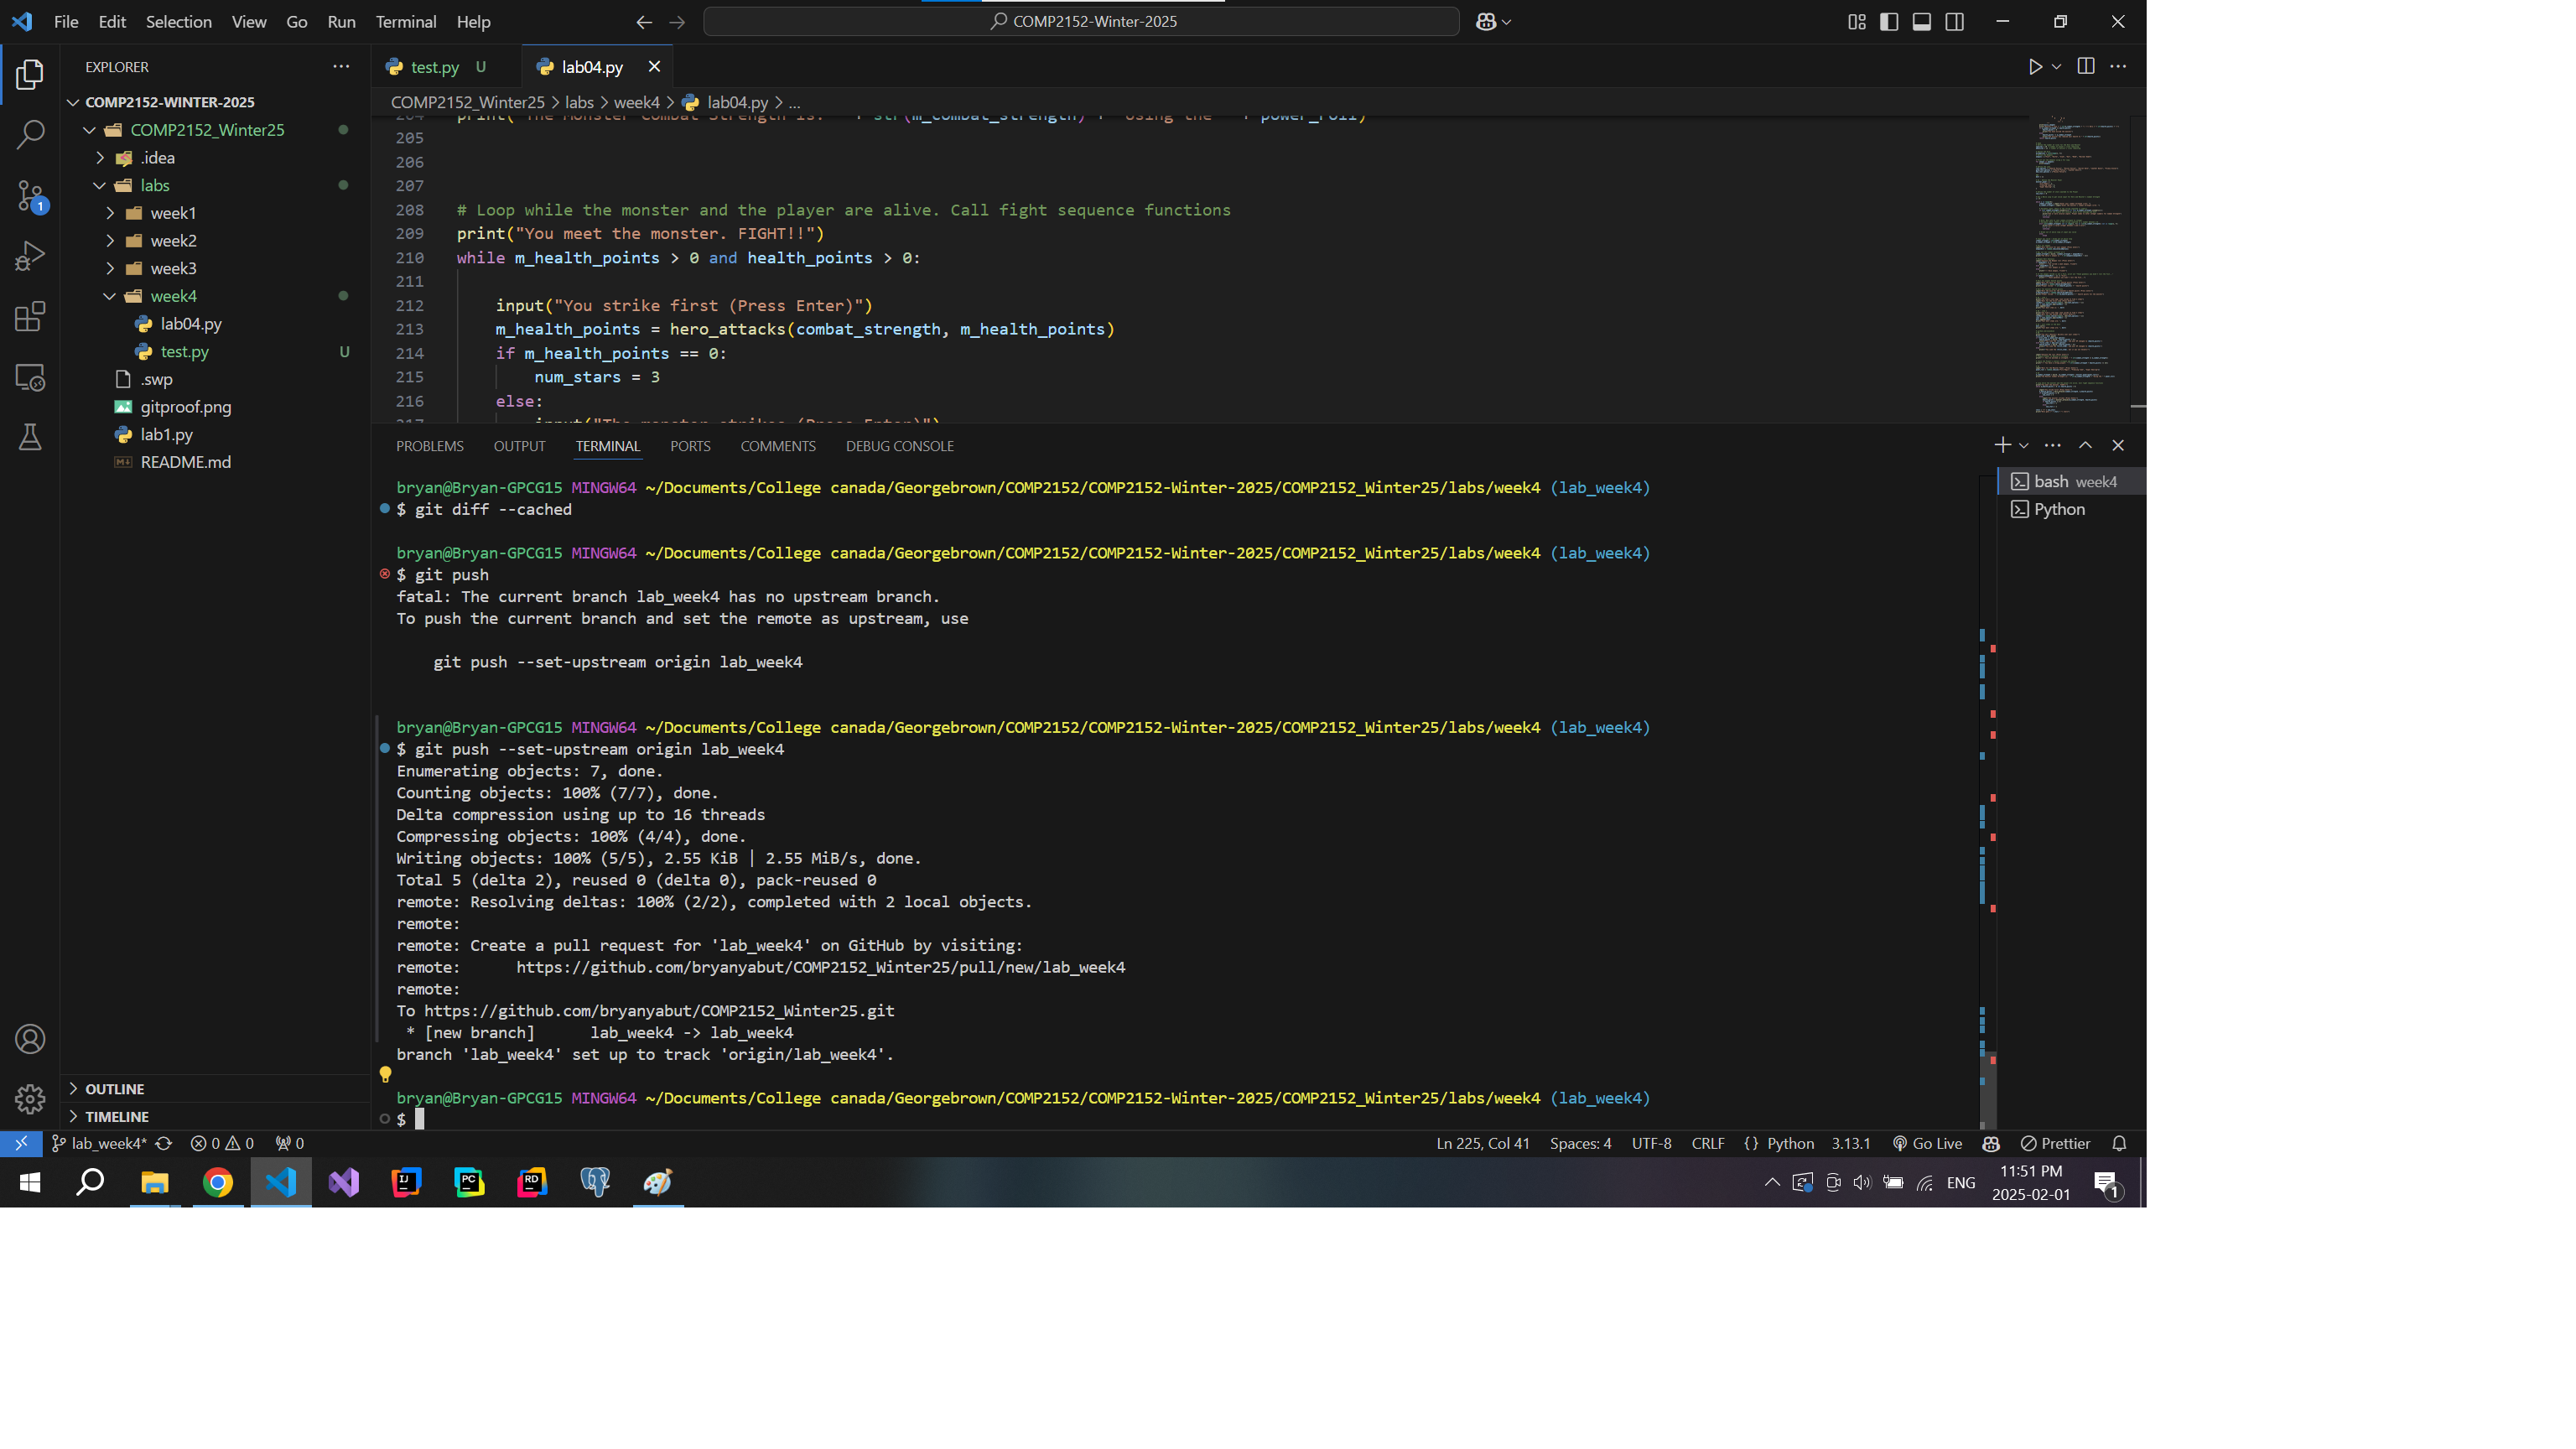 File Edit Selection View Go Run Terminal Help
COMP2152-Winter-2025
EXPLORER
COMP2152-WINTER-2025
COMP2152_Winter25
.idea
labs
week1
week2
week3
week4
lab04.py
test.py U
.swp
gitproof.png
lab1.py
README.md
OUTLINE
TIMELINE
test.py U
lab04.py
COMP2152_Winter25 > labs > week4 > lab04.py > ...
205
206
207
208 # Loop while the monster and the player are alive. Call fight sequence functions
209 print("You meet the monster. FIGHT!!")
210 while m_health_points > 0 and health_points > 0:
211
212 input("You strike first (Press Enter)")
213 m_health_points = hero_attacks(combat_strength, m_health_points)
214 if m_health_points == 0:
215 num_stars = 3
216 else:
PROBLEMS OUTPUT TERMINAL PORTS COMMENTS DEBUG CONSOLE
bash week4
Python
bryan@Bryan-GPCG15 MINGW64 ~/Documents/College canada/Georgebrown/COMP2152/COMP2152-Winter-2025/COMP2152_Winter25/labs/week4 (lab_week4)
$ git diff --cached
bryan@Bryan-GPCG15 MINGW64 ~/Documents/College canada/Georgebrown/COMP2152/COMP2152-Winter-2025/COMP2152_Winter25/labs/week4 (lab_week4)
$ git push
fatal: The current branch lab_week4 has no upstream branch.
To push the current branch and set the remote as upstream, use
git push --set-upstream origin lab_week4
bryan@Bryan-GPCG15 MINGW64 ~/Documents/College canada/Georgebrown/COMP2152/COMP2152-Winter-2025/COMP2152_Winter25/labs/week4 (lab_week4)
$ git push --set-upstream origin lab_week4
Enumerating objects: 7, done.
Counting objects: 100% (7/7), done.
Delta compression using up to 16 threads
Compressing objects: 100% (4/4), done.
Writing objects: 100% (5/5), 2.55 KiB | 2.55 MiB/s, done.
Total 5 (delta 2), reused 0 (delta 0), pack-reused 0
remote: Resolving deltas: 100% (2/2), completed with 2 local objects.
remote:
remote: Create a pull request for 'lab_week4' on GitHub by visiting:
remote: https://github.com/bryanyabut/COMP2152_Winter25/pull/new/lab_week4
remote:
To https://github.com/bryanyabut/COMP2152_Winter25.git
* [new branch] lab_week4 -> lab_week4
branch 'lab_week4' set up to track 'origin/lab_week4'.
bryan@Bryan-GPCG15 MINGW64 ~/Documents/College canada/Georgebrown/COMP2152/COMP2152-Winter-2025/COMP2152_Winter25/labs/week4 (lab_week4)
$
lab_week4* 0 0 0 Ln 225, Col 41 Spaces: 4 UTF-8 CRLF {} Python 3.13.1 Go Live Prettier
ENG 11:51 PM
2025-02-01
1